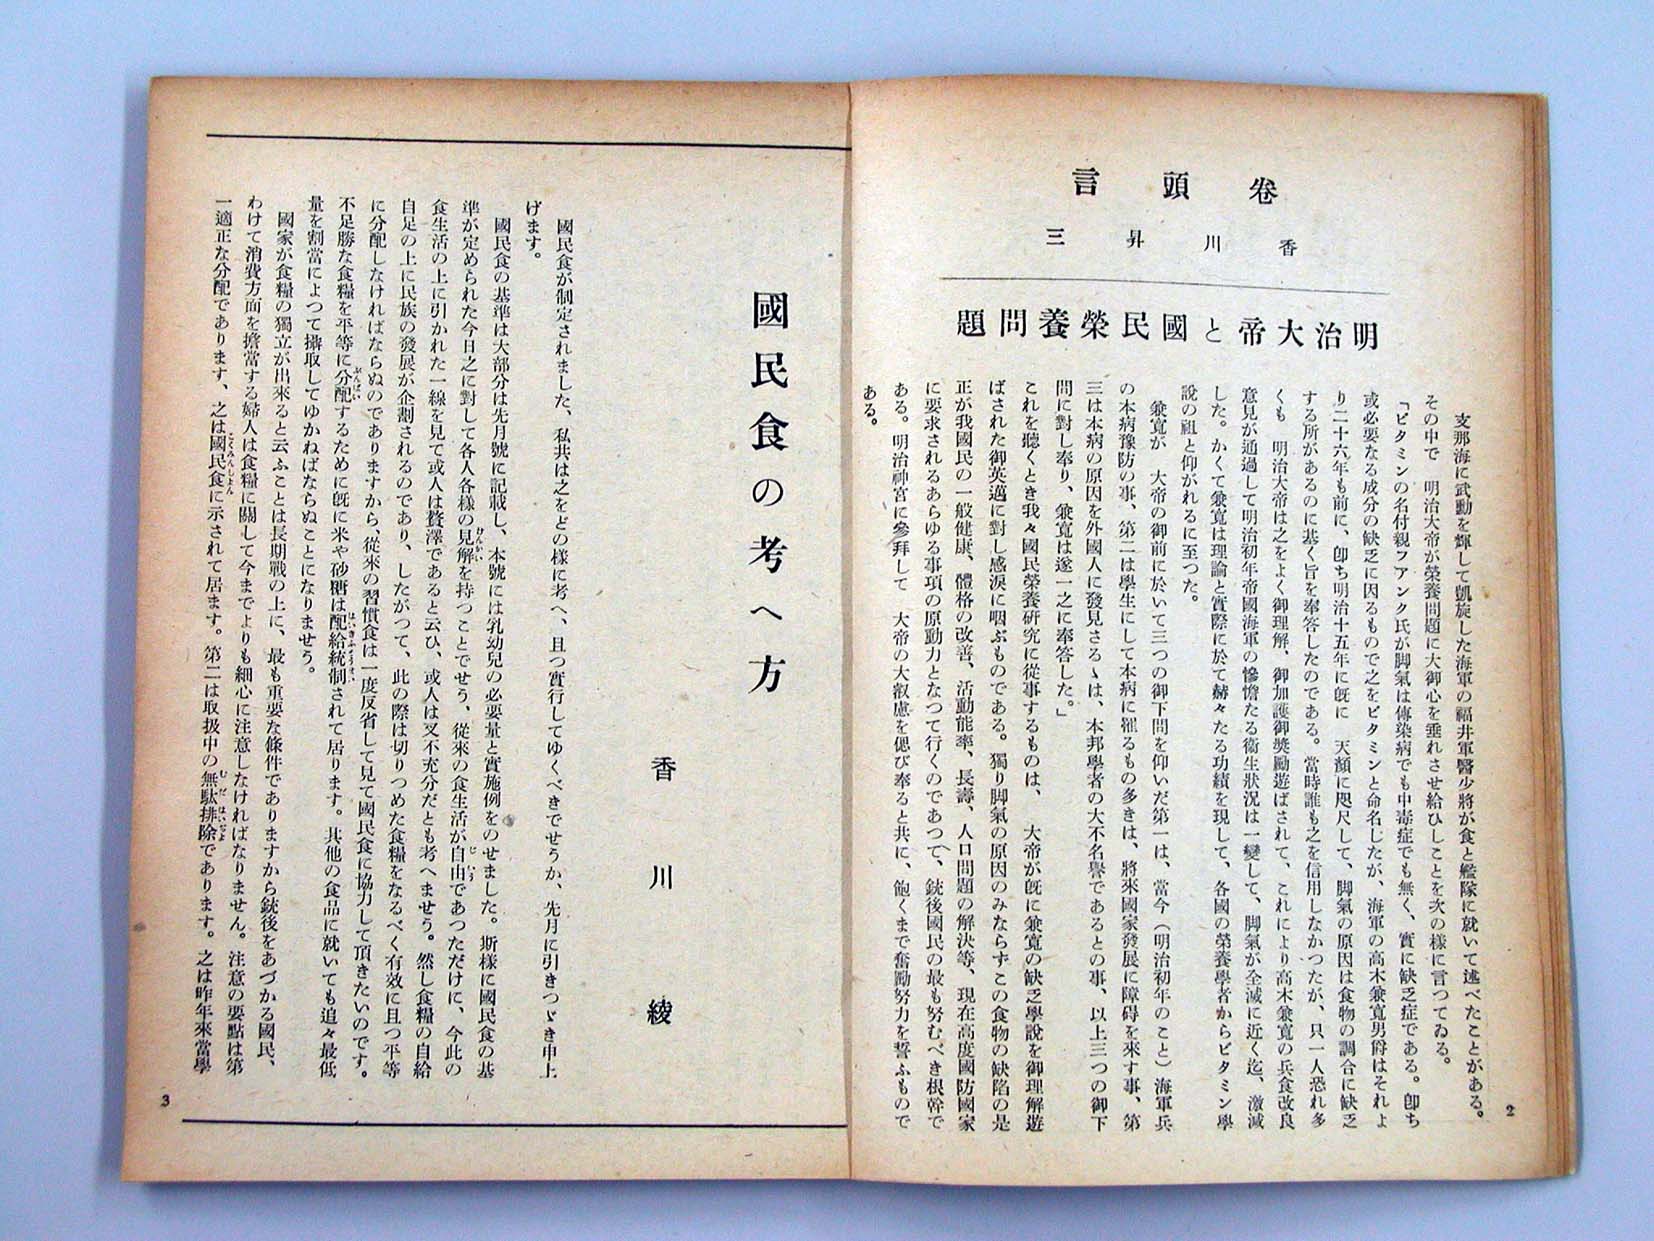 卷頭言
香川昇三
明治大帝と國民榮養問題
支那海に武勳を輝して凱旋した海軍の福井軍醫少將が食と艦隊に就いて述べたことがある。
その中で　明治大帝が榮養問題に大御心を垂れさせ給ひしことを次の樣に言つてゐる。
「ビタミンの名付親フアンク氏が脚氣は傳染病でも中毒症でも無く、實に缺乏症である。卽ち
或必要なる成分の缺乏に因るもので之をビタミンと命名したが、海軍の高木兼寬男爵はそれよ
り二十六年も前に、卽ち明治十五年に旣に　天顏に咫尺して、脚氣の原因は食物の調合に缺乏
する所があるのに基く旨を奉答したのである。當時誰も之を信用しなかつたが、只一人恐れ多
くも　明治大帝は之をよく御理解、御加護御奬勵遊ばされて、これにより高木兼寬の兵食改良
意見が通過して明治初年帝國海軍の慘憺たる衞生狀況は一變して、脚氣が全減に近く迄、激減
した。かくて兼寬は理論と實際に於て赫々たる功績を現して、各國の榮養學者からビタミン學
說の祖と仰がれるに至つた。
兼寬が　大帝の御前に於いて三つの御下問を仰いだ第一は、當今（明治初年のこと）海軍兵
の本病豫防の事、第二は學生にして本病に罹るもの多きは、將來國家發展に障碍を來す事、第
三は本病の原因を外國人に發見さるゝは、本邦學者の大不名譽であるとの事、以上三つの御下
問に對し奉り、兼寬は逐一之に奉答した。」
これを聽くとき我々國民榮養研究に從事するものは、　大帝が旣に兼寬の缺乏學說を御理解遊
ばされた御英邁に對し感淚に咽ぶものである。獨り脚氣の原因のみならずこの食物の缺陷の是
正が我國民の一般健康、體格の改善、活動能率、長壽、人口問題の解決等、現在高度國防國家
に要求されるあらゆる事項の原動力となつて行くのであつて、銃後國民の最も努むべき根幹で
ある。明治神宮に參拜して　大帝の大叡慮を偲び奉ると共に、飽くまで奮勵努力を誓ふもので
ある。
2
國民食の考へ方
香川綾
國民食が制定されました、私共は之をどの樣に考へ、且つ實行してゆくべきでせうか、先月に引きつゞき申上
げます。
國民食の基準は大部分は先月號に記載し、本號には乳幼兒の必要量と實施例をのせました。斯樣に國民食の基
準が定められた今日之に對して各人各樣の見解を持つことでせう、從來の食生活が自由であつただけに、今此の
食生活の上に引かれた一線を見て或人は贅澤であると云ひ、或人は又不充分だとも考へませう。然し食糧の自給
自足の上に民族の發展が企劃されるのであり、したがつて、此の際は切りつめた食糧をなるべく有效に且つ平等
に分配しなければならぬのでありますから、從來の習慣食は一度反省して見て國民食に協力して頂きたいのです。
不足勝な食糧を平等に分配するために旣に米や砂糖は配給統制されて居ります。其他の食品に就いても追々最低
量を割當によつて攝取してゆかねばならぬことになりませう。
國家が食糧の獨立が出來ると云ふことは長期戰の上に、最も重要な條件でありますから銃後をあづかる國民、
わけて消費方面を擔當する婦人は食糧に關して今までよりも細心に注意しなければなりません。注意の要點は第
一適正な分配であります、之は國民食に示されて居ます。第二は取扱中の無駄排除であります。之は昨年來當學
3